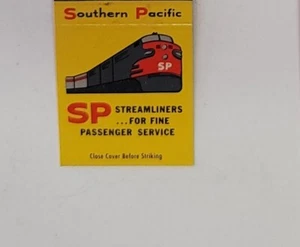 Southern Pacific
SP
SP STREAMLINERS
...FOR FINE
PASSENGER SERVICE
Close Cover Before Striking